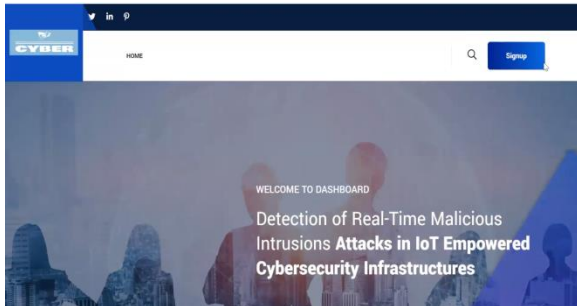 CYBER
HOME
Signup
WELCOME TO DASHBOARD
Detection of Real-Time Malicious
Intrusions Attacks in IoT Empowered
Cybersecurity Infrastructures